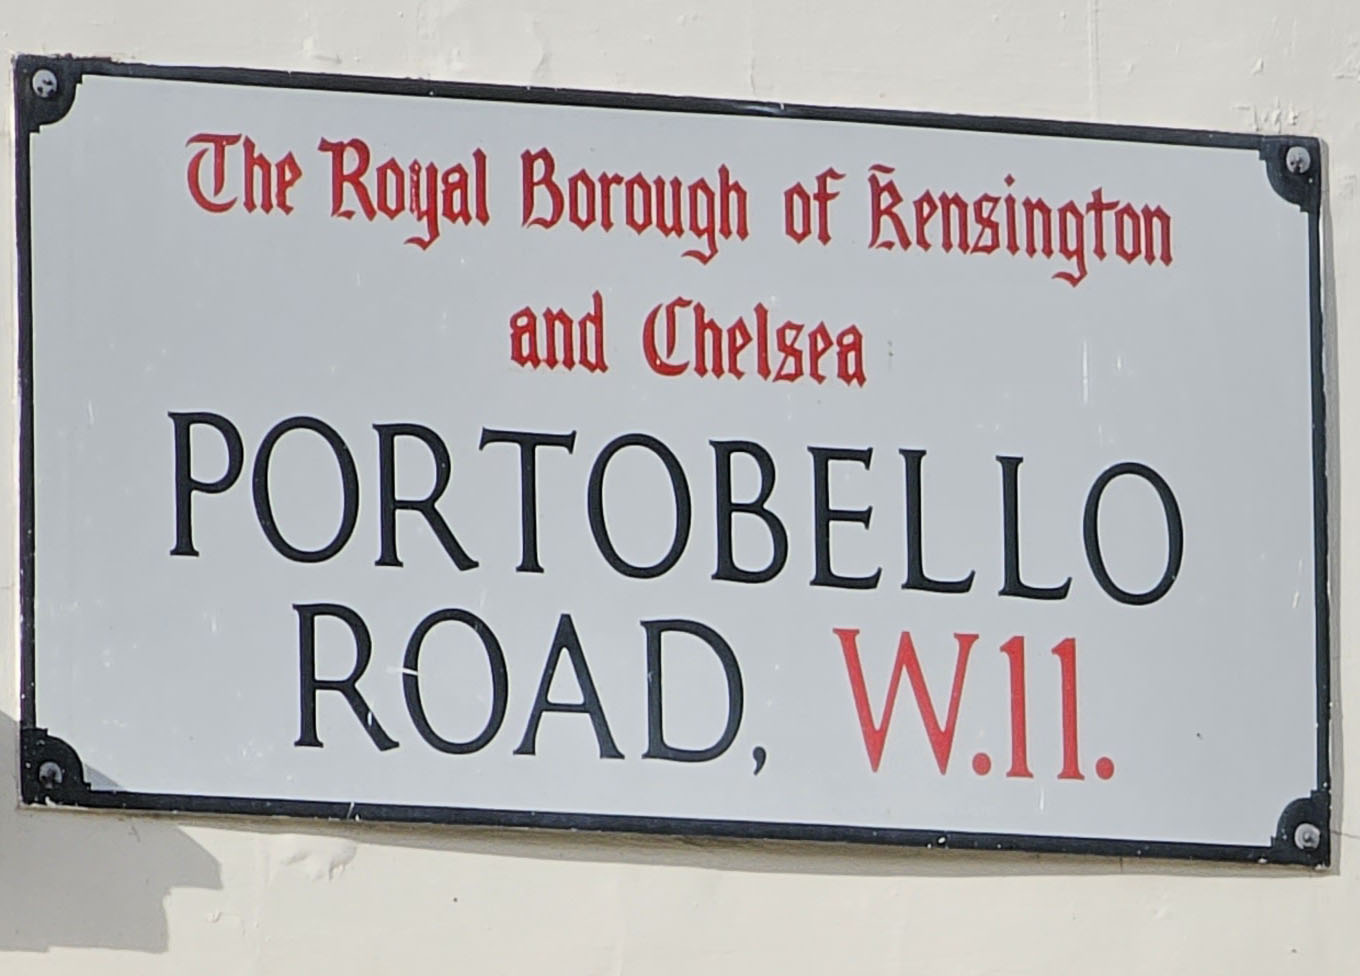 The Royal Borough of Kensington
and Chelsea
PORTOBELLO
ROAD, W.11.